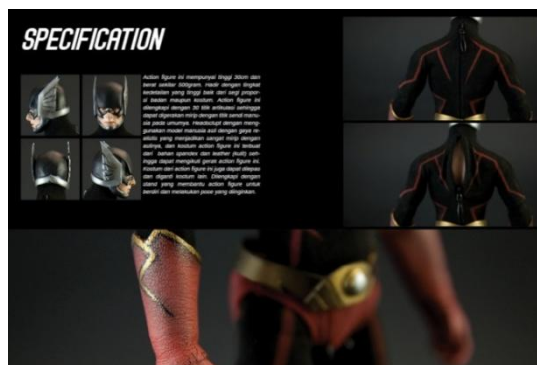 SPECIFICATION
Action figure ini mempunyai tinggi 30cm dan
berat sekitar 500gram. Hadir dengan tingkat
kedetailan yang tinggi baik dari segi propor-
si badan maupun kostum. Action figure ini
dilengkapi dengan 30 titik artikulasi sehingga
dapat digerakan mirip dengan titik sendi manu-
sia pada umumnya. Headsculpt dengan meng-
gunakan model manusia asli dengan gaya re-
alistis yang menjadikan sangat mirip dengan
aslinya, dan kostum action figure ini terbuat
dari bahan spandex dan leather (kulit) seh-
ingga dapat mengikuti gerak action figure ini.
Kostum dari action figure ini juga dapat dilepas
dan diganti kostum lain. Dilengkapi dengan
stand yang membantu action figure untuk
berdiri dan melakukan pose yang diinginkan.